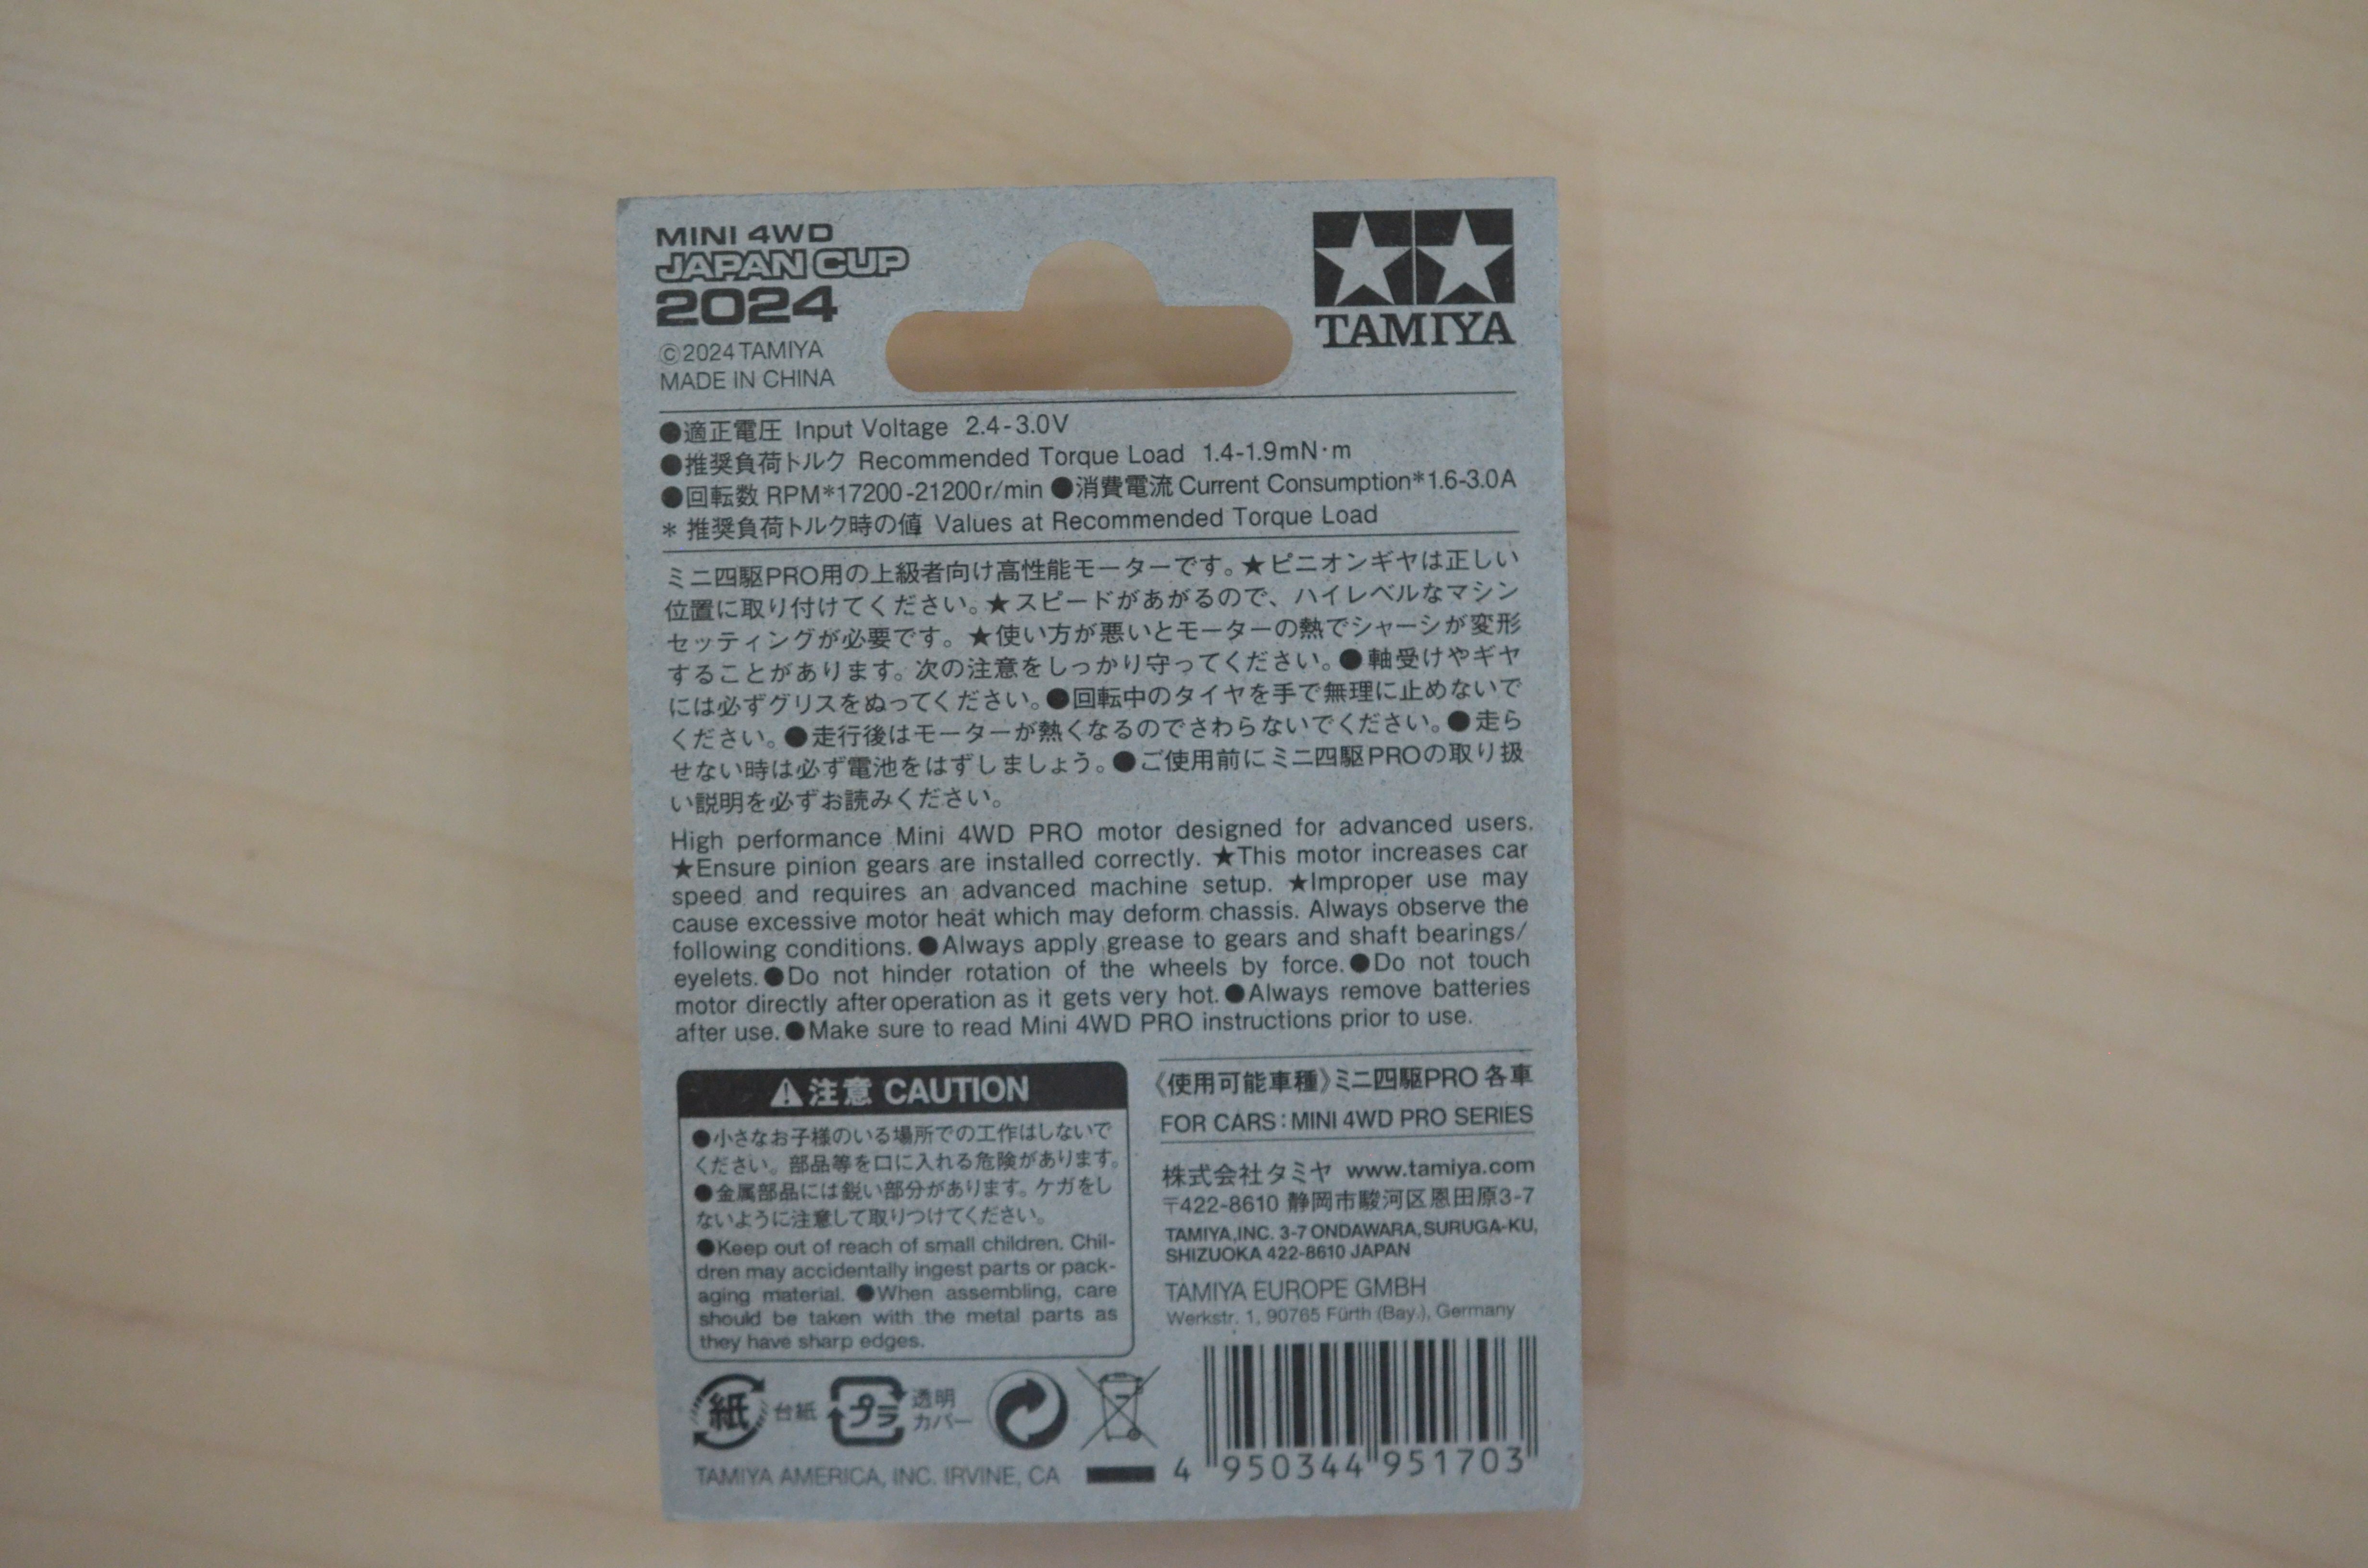 MINI 4WD
JAPAN CUP
2024
©2024 TAMIYA
MADE IN CHINA
TAMIYA
●適正電圧 Input Voltage 2.4-3.0V
●推奨負荷トルク Recommended Torque Load 1.4-1.9mN·m
●回転数 RPM*17200-21200r/min ●消費電流 Current Consumption*1.6-3.0A
* 推奨負荷トルク時の値 Values at Recommended Torque Load
ミニ四駆PRO用の上級者向け高性能モーターです。★ピニオンギヤは正しい
位置に取り付けてください。★スピードがあがるので、ハイレベルなマシン
セッティングが必要です。★使い方が悪いとモーターの熱でシャーシが変形
することがあります。次の注意をしっかり守ってください。●軸受けやギヤ
には必ずグリスをぬってください。●回転中のタイヤを手で無理に止めないで
ください。●走行後はモーターが熱くなるのでさわらないでください。●走ら
せない時は必ず電池をはずしましょう。●ご使用前にミニ四駆PROの取り扱
い説明を必ずお読みください。
High performance Mini 4WD PRO motor designed for advanced users.
★Ensure pinion gears are installed correctly. ★This motor increases car
speed and requires an advanced machine setup. ★Improper use may
cause excessive motor heat which may deform chassis. Always observe the
following conditions. ●Always apply grease to gears and shaft bearings/
eyelets. ●Do not hinder rotation of the wheels by force. ●Do not touch
motor directly after operation as it gets very hot. ●Always remove batteries
after use. ●Make sure to read Mini 4WD PRO instructions prior to use.
注意 CAUTION
●小さなお子様のいる場所での工作はしないで
ください。部品等を口に入れる危険があります。
●金属部品には鋭い部分があります。ケガをし
ないように注意して取りつけてください。
●Keep out of reach of small children. Chil-
dren may accidentally ingest parts or pack-
aging material. ●When assembling, care
should be taken with the metal parts as
they have sharp edges.
《使用可能車種》ミニ四駆PRO 各車
FOR CARS : MINI 4WD PRO SERIES
株式会社タミヤ www.tamiya.com
〒422-8610 静岡市駿河区恩田原3-7
TAMIYA,INC. 3-7 ONDAWARA, SURUGA-KU,
SHIZUOKA 422-8610 JAPAN
TAMIYA EUROPE GMBH
Werkstr. 1, 90765 Fürth (Bay.), Germany
紙 台紙 プラ 透明
カバー
TAMIYA AMERICA, INC. IRVINE, CA
4 950344 951703